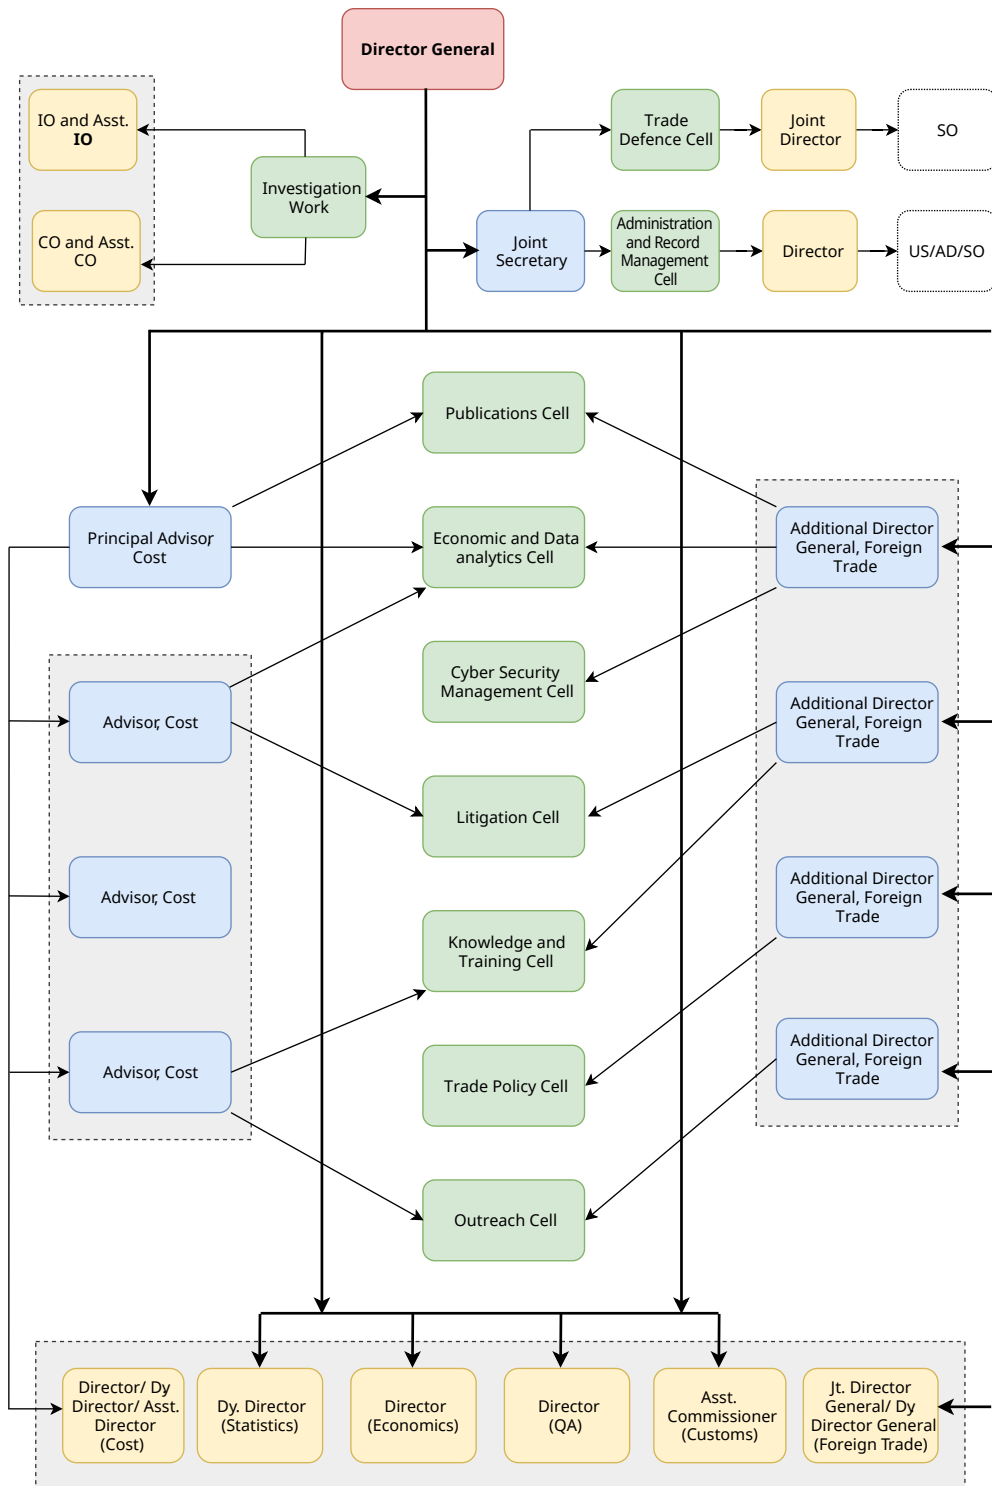 Director General
IO and Asst.
IO
Trade
Defence Cell
Joint
Director
SO
Investigation
Work
CO and Asst.
CO
Joint
Secretary
Administration
and Record
Management
Cell
Director
US/AD/SO
Publications Cell
Principal Advisor,
Cost
Economic and Data
analytics Cell
Additional Director
General, Foreign
Trade
Cyber Security
Management Cell
Advisor, Cost
Additional Director
General, Foreign
Trade
Litigation Cell
Advisor, Cost
Additional Director
General, Foreign
Trade
Knowledge and
Training Cell
Advisor, Cost
Trade Policy Cell
Additional Director
General, Foreign
Trade
Outreach Cell
Director/ Dy
Director/ Asst.
Director
(Cost)
Dy. Director
(Statistics)
Director
(Economics)
Director
(QA)
Asst.
Commissioner
(Customs)
Jt. Director
General/ Dy
Director General
(Foreign Trade)